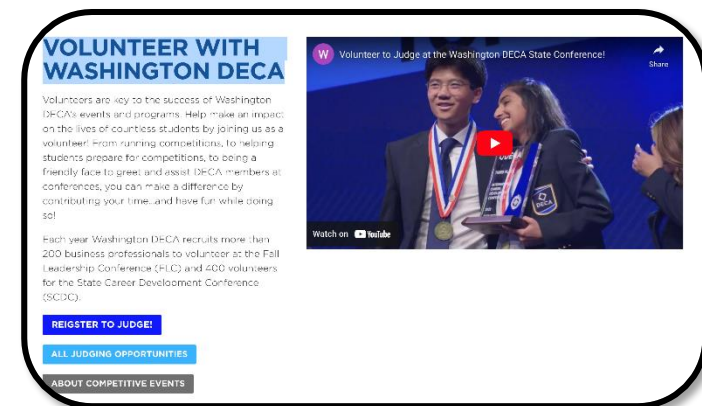 VOLUNTEER WITH
WASHINGTON DECA
Volunteers are key to the success of Washington
DECA's events and programs. Help make an impact
on the lives of countless students by joining us as a
volunteer! From running competitions, to helping
students prepare for competitions, to being a
friendly face to greet and assist DECA members at
conferences, you can make a difference by
contributing your time...and have fun while doing
so!
Each year Washington DECA recruits more than
200 business professionals to volunteer at the Fall
Leadership Conference (FLC) and 400 volunteers
for the State Career Development Conference
(SCDC).
REIGSTER TO JUDGE!
ALL JUDGING OPPORTUNITIES
ABOUT COMPETITIVE EVENTS
W Volunteer to Judge at the Washington DECA State Conference!
Share
DECA
Watch on YouTube